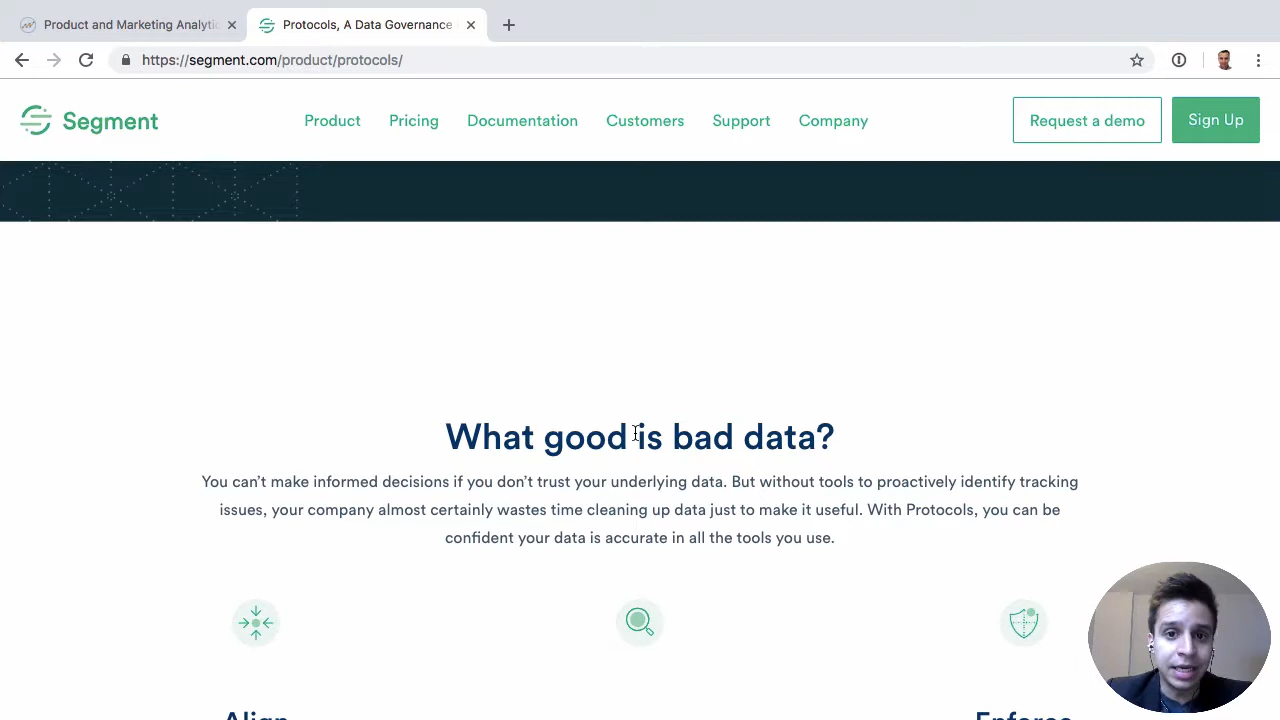 Product and Marketing Analyti
Protocols, A Data Governance
https://segment.com/product/protocols/
Segment
Product
Pricing
Documentation
Customers
Support
Company
Request a demo
Sign Up
What good is bad data?
You can’t make informed decisions if you don’t trust your underlying data. But without tools to proactively identify tracking
issues, your company almost certainly wastes time cleaning up data just to make it useful. With Protocols, you can be
confident your data is accurate in all the tools you use.
Align
Enforce